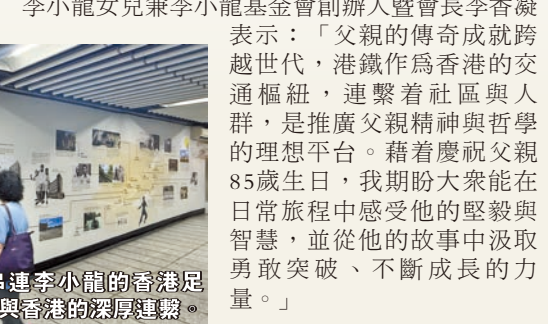 李小龍女兒兼李小龍基金會創辦人暨會長李香凝
表示：「父親的傳奇成就跨
越世代，港鐵作爲香港的交
通樞紐，連繫着社區與人
群，是推廣父親精神與哲學
的理想平台。藉着慶祝父親
85歲生日，我期盼大衆能在
日常旅程中感受他的堅毅與
智慧，並從他的故事中汲取
勇敢突破、不斷成長的力
量。」
串連李小龍的香港足
與香港的深厚連繫。